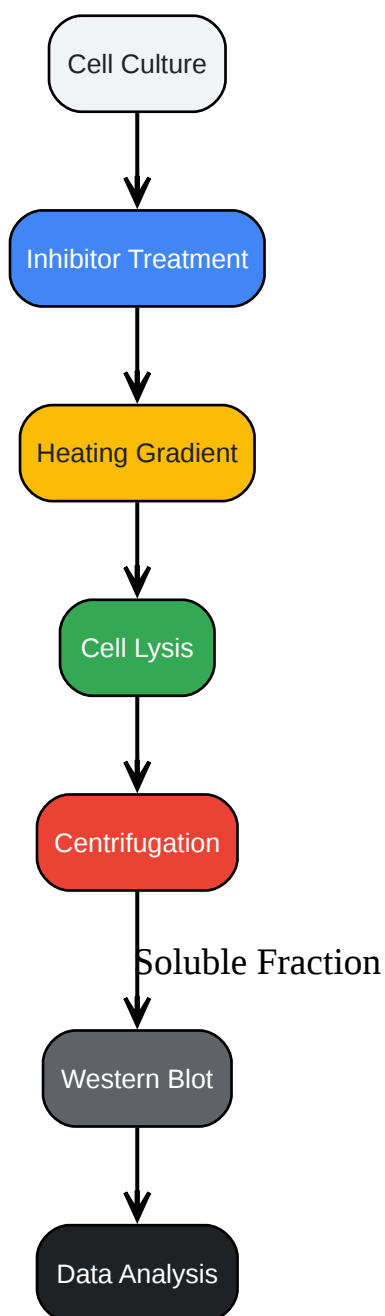 Cell Culture
Inhibitor Treatment
Heating Gradient
Cell Lysis
Centrifugation
Soluble Fraction
Western Blot
Data Analysis